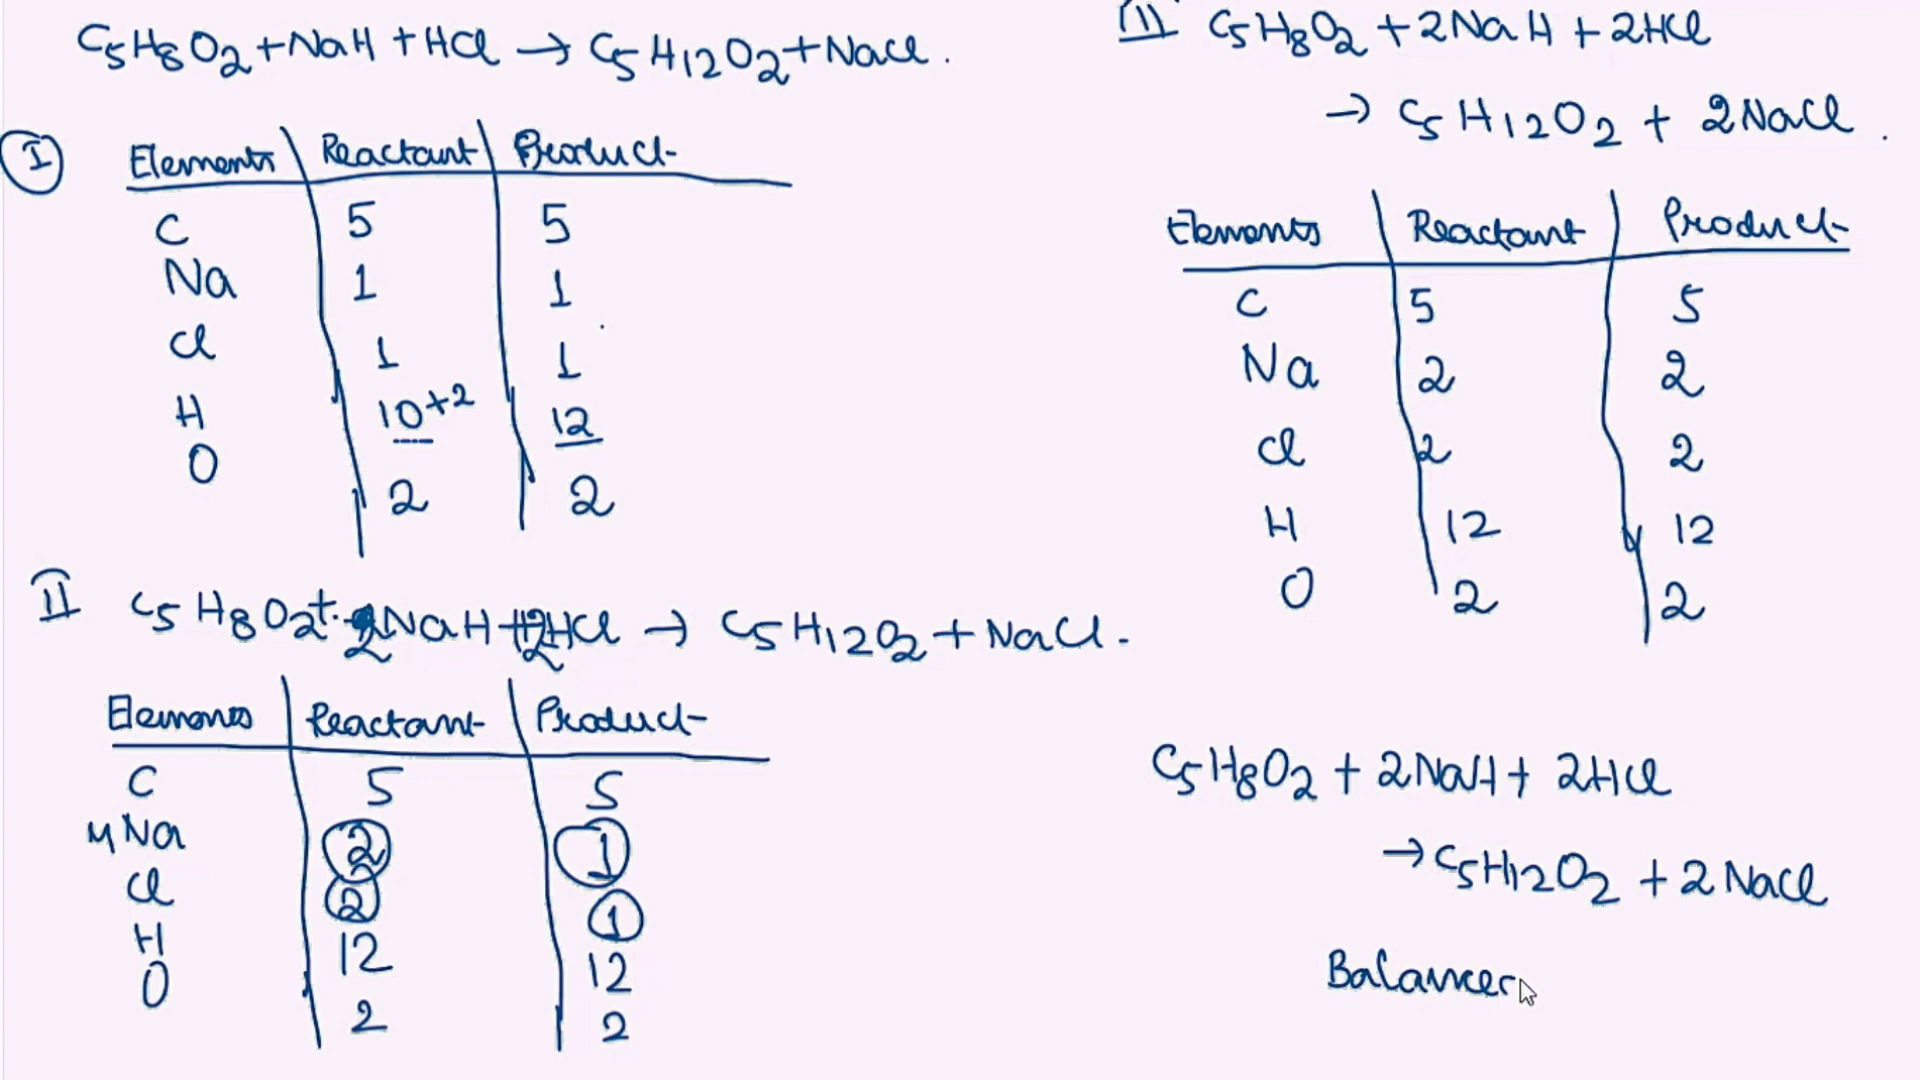 C5H8O2 + NaH + HCl → C5H12O2 + NaCl.
I
Elements Reactant Product
C 5 5
Na 1 1
Cl 1 1
H 10+2 12
O 2 2
II C5H8O2 + 2NaH + 2HCl → C5H12O2 + NaCl.
Elements Reactant Product
C 5 5
Na 2 1
Cl 2 1
H 12 12
O 2 2
III C5H8O2 + 2NaH + 2HCl
→ C5H12O2 + 2NaCl.
Elements Reactant Product
C 5 5
Na 2 2
Cl 2 2
H 12 12
O 2 2
C5H8O2 + 2NaH + 2HCl
→ C5H12O2 + 2NaCl
Balancer